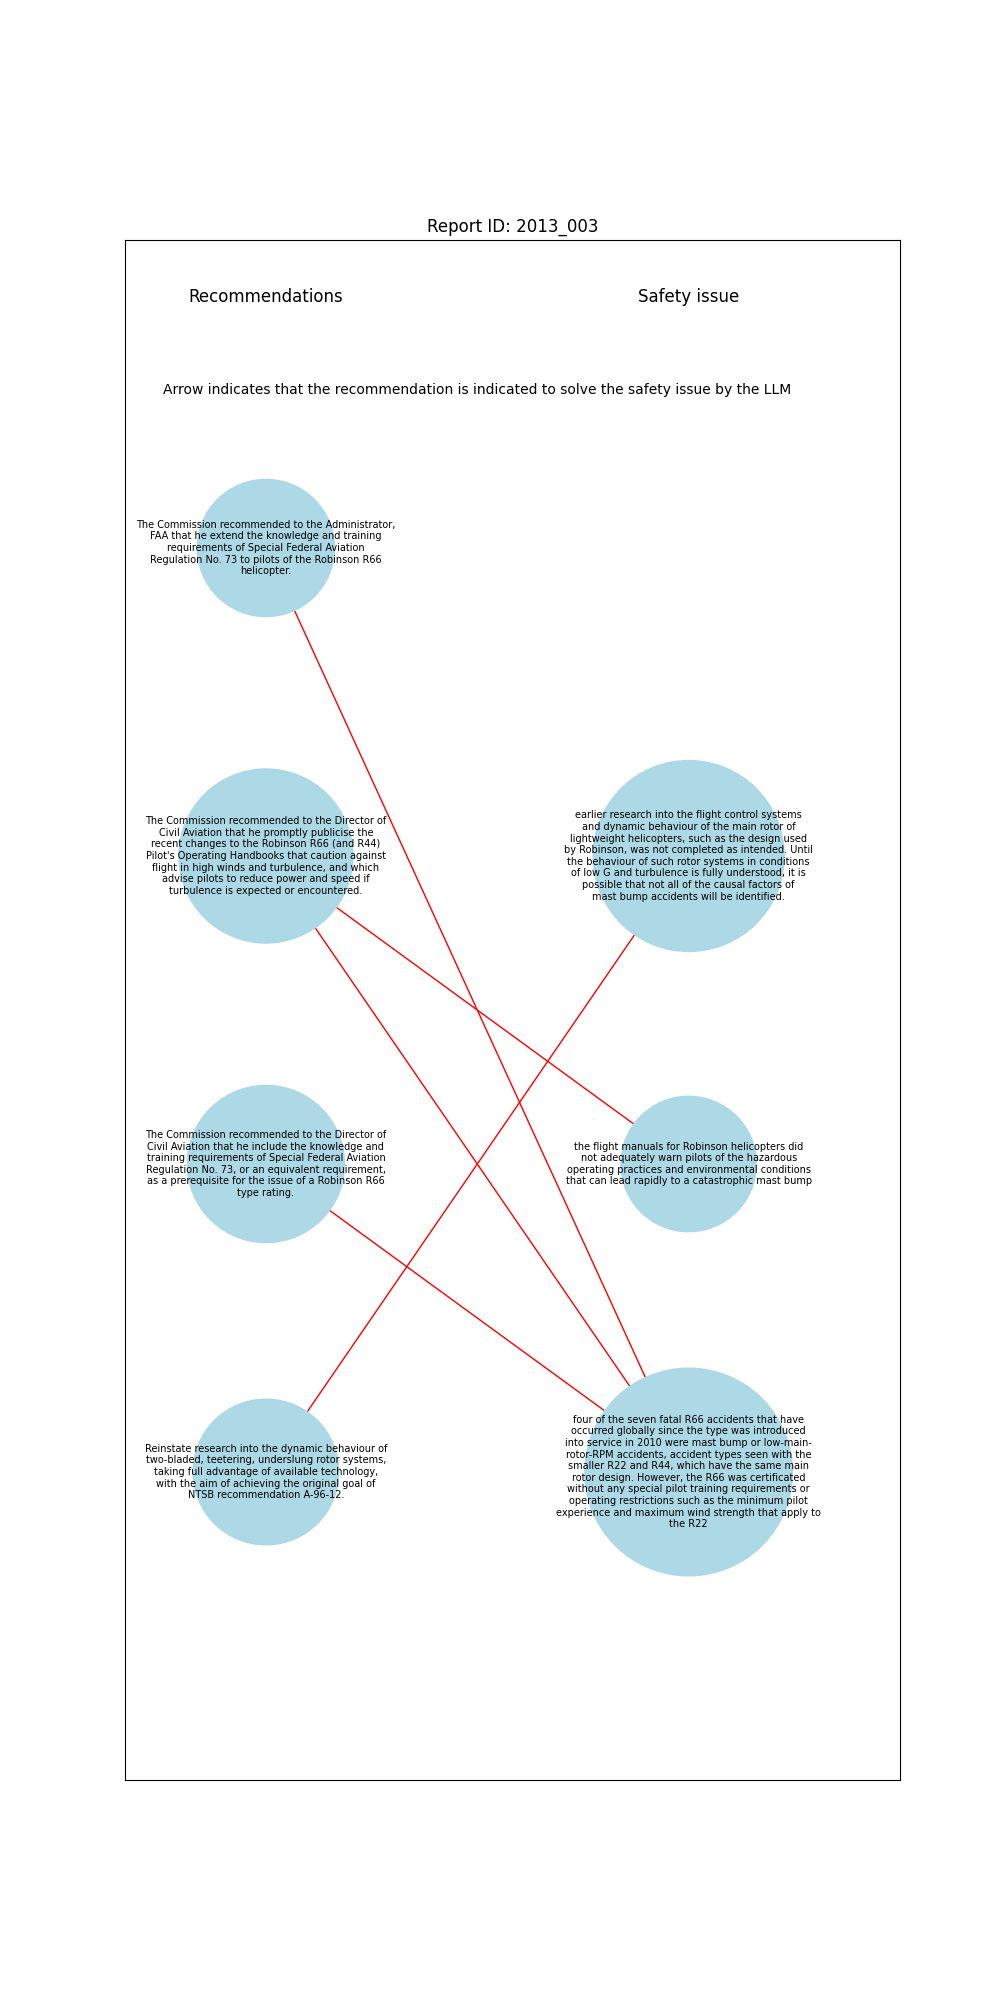 Report ID: 2013_003
Recommendations
Safety issue
Arrow indicates that the recommendation is indicated to solve the safety issue by the LLM
The Commission recommended to the Administrator,
FAA that he extend the knowledge and training
requirements of Special Federal Aviation
Regulation No. 73 to pilots of the Robinson R66
helicopter.
The Commission recommended to the Director of
Civil Aviation that he promptly publicise the
recent changes to the Robinson R66 (and R44)
Pilot's Operating Handbooks that caution against
flight in high winds and turbulence, and which
advise pilots to reduce power and speed if
turbulence is expected or encountered.
earlier research into the flight control systems
and dynamic behaviour of the main rotor of
lightweight helicopters, such as the design used
by Robinson, was not completed as intended. Until
the behaviour of such rotor systems in conditions
of low G and turbulence is fully understood, it is
possible that not all of the causal factors of
mast bump accidents will be identified.
The Commission recommended to the Director of
Civil Aviation that he include the knowledge and
training requirements of Special Federal Aviation
Regulation No. 73, or an equivalent requirement,
as a prerequisite for the issue of a Robinson R66
type rating.
the flight manuals for Robinson helicopters did
not adequately warn pilots of the hazardous
operating practices and environmental conditions
that can lead rapidly to a catastrophic mast bump
Reinstate research into the dynamic behaviour of
two-bladed, teetering, underslung rotor systems,
taking full advantage of available technology,
with the aim of achieving the original goal of
NTSB recommendation A-96-12.
four of the seven fatal R66 accidents that have
occurred globally since the type was introduced
into service in 2010 were mast bump or low-main-
rotor-RPM accidents, accident types seen with the
smaller R22 and R44, which have the same main
rotor design. However, the R66 was certificated
without any special pilot training requirements or
operating restrictions such as the minimum pilot
experience and maximum wind strength that apply to
the R22